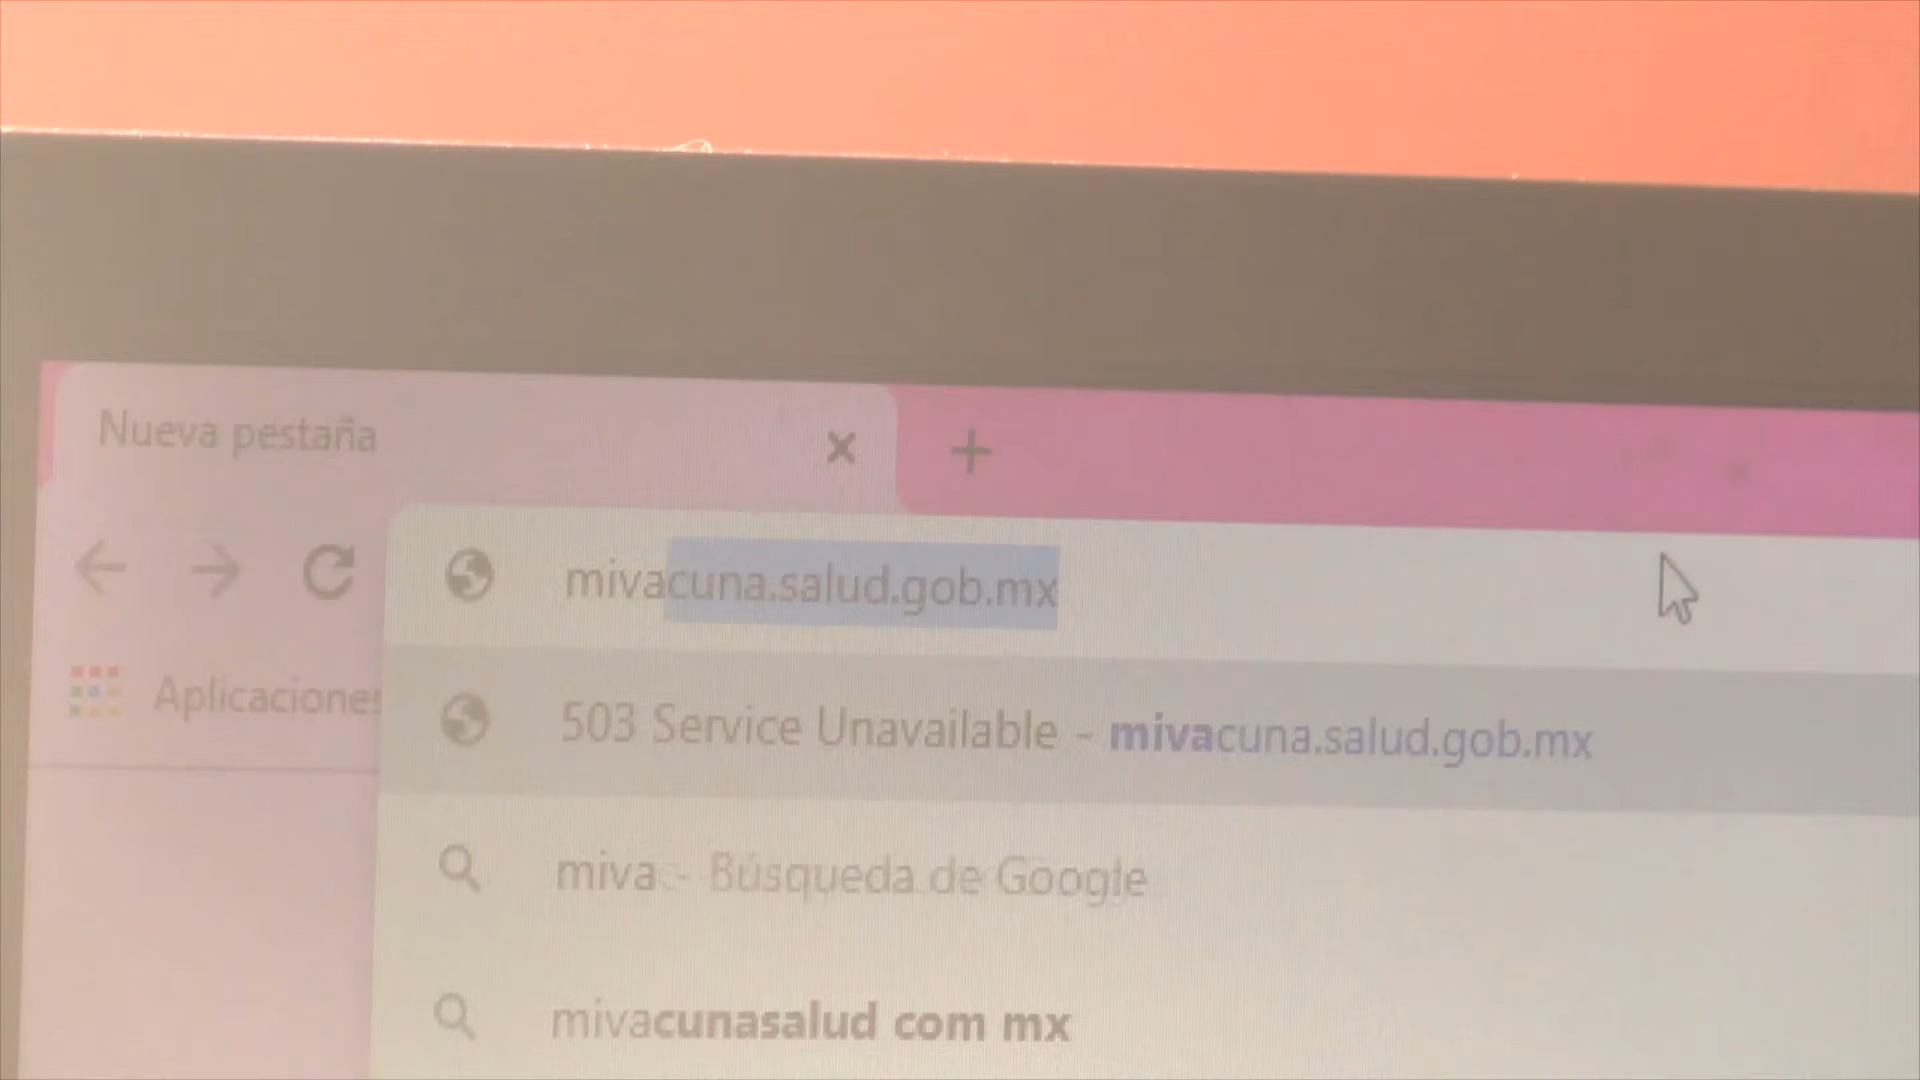 Nueva pestaña
mivacuna.salud.gob.mx
Aplicaciones
503 Service Unavailable - mivacuna.salud.gob.mx
miva - Búsqueda de Google
mivacunasalud com mx